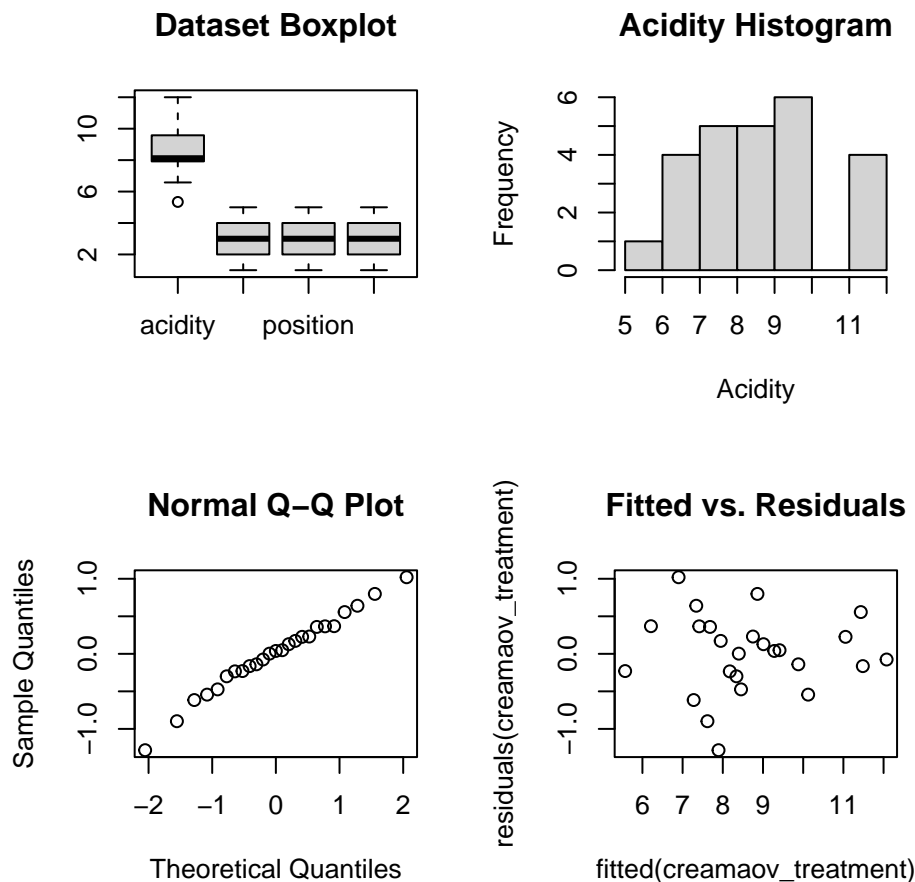 Dataset Boxplot
2
6
10
acidity
position
Acidity Histogram
Frequency
0
2
4
6
5
6
7
8
9
11
Acidity
Normal Q−Q Plot
Sample Quantiles
−1.0
0.0
1.0
−2
−1
0
1
2
Theoretical Quantiles
Fitted vs. Residuals
residuals(creamaov_treatment)
−1.0
0.0
1.0
6
7
8
9
11
fitted(creamaov_treatment)